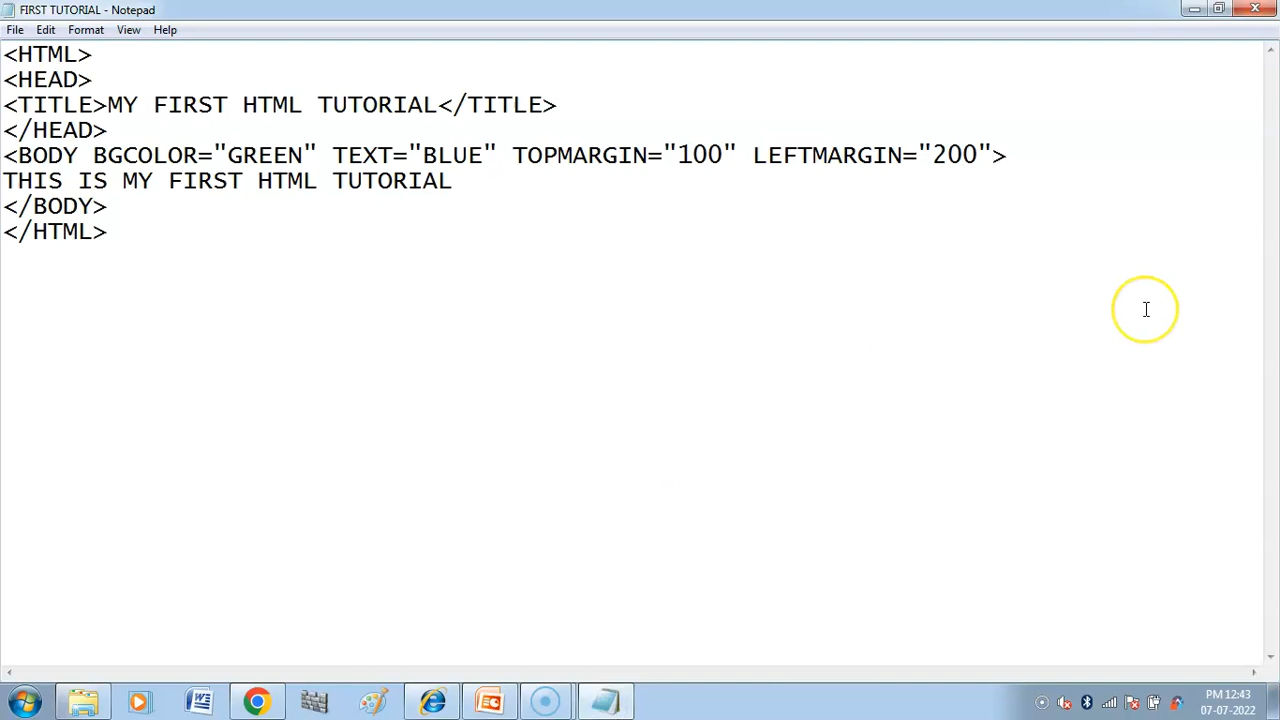 FIRST TUTORIAL - Notepad
File Edit Format View Help
<HTML>
<HEAD>
<TITLE>MY FIRST HTML TUTORIAL</TITLE>
</HEAD>
<BODY BGCOLOR="GREEN" TEXT="BLUE" TOPMARGIN="100" LEFTMARGIN="200">
THIS IS MY FIRST HTML TUTORIAL
</BODY>
</HTML>
PM 12:43
07-07-2022